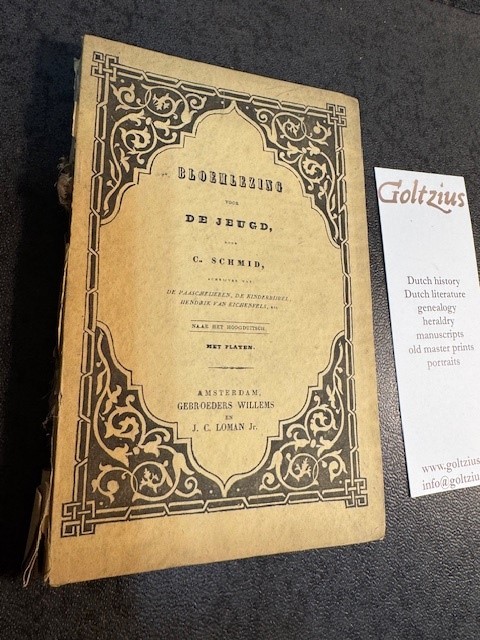 BLOEMLEZING
VOOR
DE JEUGD,
DOOR
C. SCHMID,
SCHRIJVER VAN:
DE PAASCHEIJEREN, DE KINDERBIJBEL,
HENDRIK VAN EICHENFELS, enz.
NAAR HET HOOGDUITSCH.
MET PLATEN.
AMSTERDAM,
GEBROEDERS WILLEMS
EN
J. C. LOMAN Jr.
Goltzius
Dutch history
Dutch literature
genealogy
heraldry
manuscripts
old master prints
portraits
www.goltzius
info@goltziu